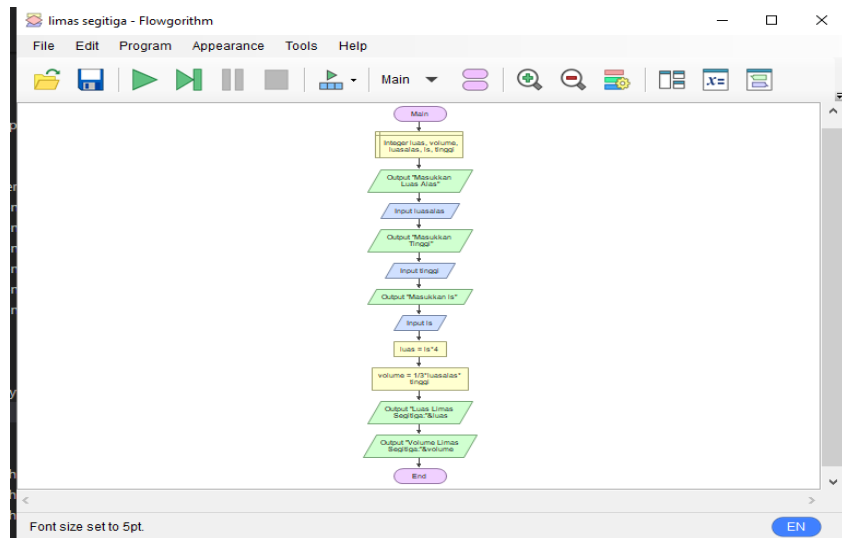 limas segitiga - Flowgorithm
File Edit Program Appearance Tools Help
Main
x=
Main
Integer luas, volume,
luasalas, ls, tinggi
Output "Masukkan
Luas Alas"
Input luasalas
Output "Masukkan
Tinggi"
Input tinggi
Output "Masukkan ls"
Input ls
luas = ls*4
volume = 1/3*luasalas*
tinggi
Output "Luas Limas
Segitiga:"&luas
Output "Volume Limas
Segitiga:"&volume
End
Font size set to 5pt.
EN